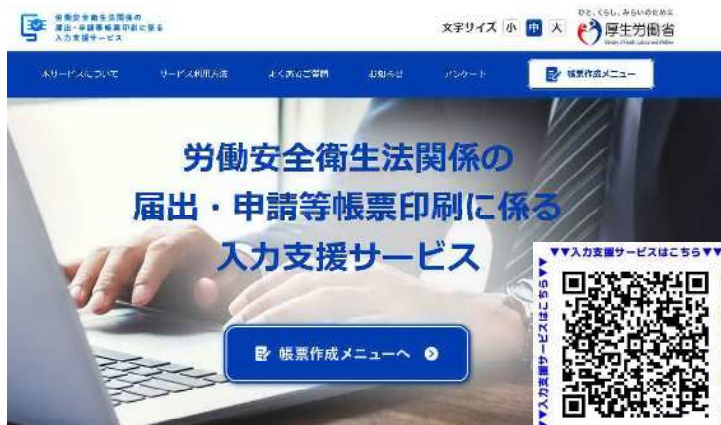 労働安全衛生法関係の
届出・申請等帳票印刷に係る
入力支援サービス
文字サイズ 小 中 大
ひと、くらし、みらいのために
厚生労働省
Ministry of Health, Labour and Welfare
本サービスについて サービス利用方法 よくあるご質問 お知らせ アンケート 帳票作成メニュー
労働安全衛生法関係の
届出・申請等帳票印刷に係る
入力支援サービス
帳票作成メニューへ
▼▼入力支援サービスはこちら▼▼
▼▼入力支援サービスはこちら▼▼